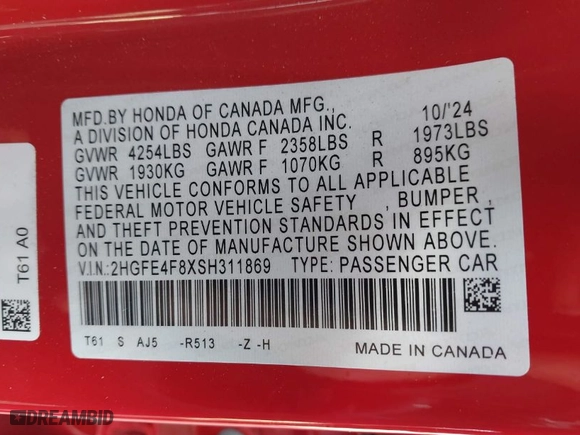 MFD.BY HONDA OF CANADA MFG., 10/'24
A DIVISION OF HONDA CANADA INC.
GVWR 4254LBS GAWR F 2358LBS R 1973LBS
GVWR 1930KG GAWR F 1070KG R 895KG
THIS VEHICLE CONFORMS TO ALL APPLICABLE
FEDERAL MOTOR VEHICLE SAFETY , BUMPER ,
AND THEFT PREVENTION STANDARDS IN EFFECT
ON THE DATE OF MANUFACTURE SHOWN ABOVE.
V.I.N.:2HGFE4F8XSH311869 TYPE: PASSENGER CAR
T61 S AJ5 -R513 -Z -H
MADE IN CANADA
T61 A0
DREAMBID